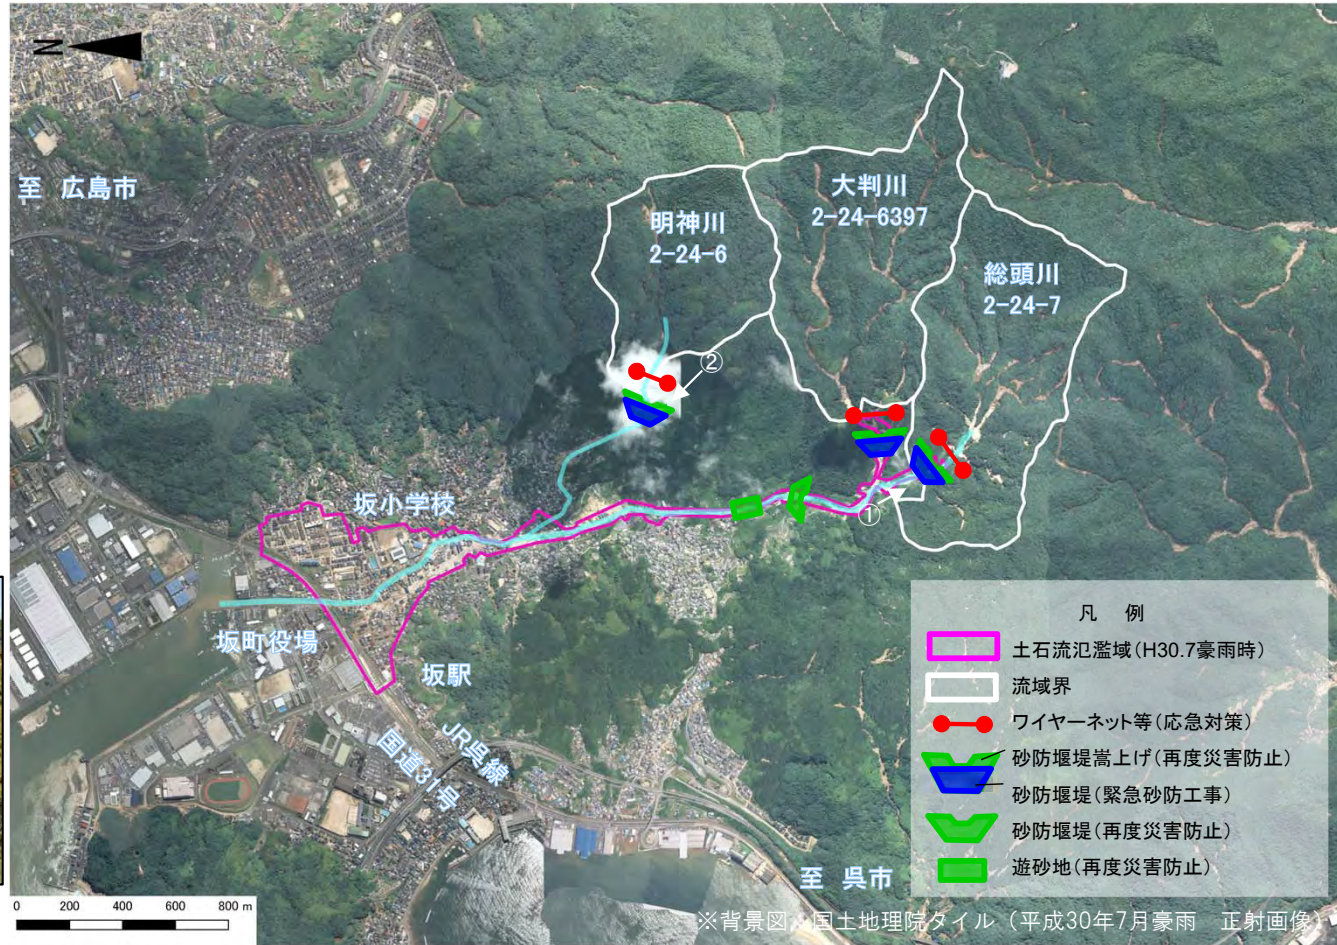 N
至 広島市
大判川
2-24-6397
明神川
2-24-6
総頭川
2-24-7
②
坂小学校
①
坂町役場
坂駅
JR呉線
国道31号
至 呉市
凡 例
土石流氾濫域(H30.7豪雨時)
流域界
ワイヤーネット等(応急対策)
砂防堰堤嵩上げ(再度災害防止)
砂防堰堤(緊急砂防工事)
砂防堰堤(再度災害防止)
遊砂地(再度災害防止)
0 200 400 600 800 m
※背景図:国土地理院タイル(平成30年7月豪雨 正射画像)